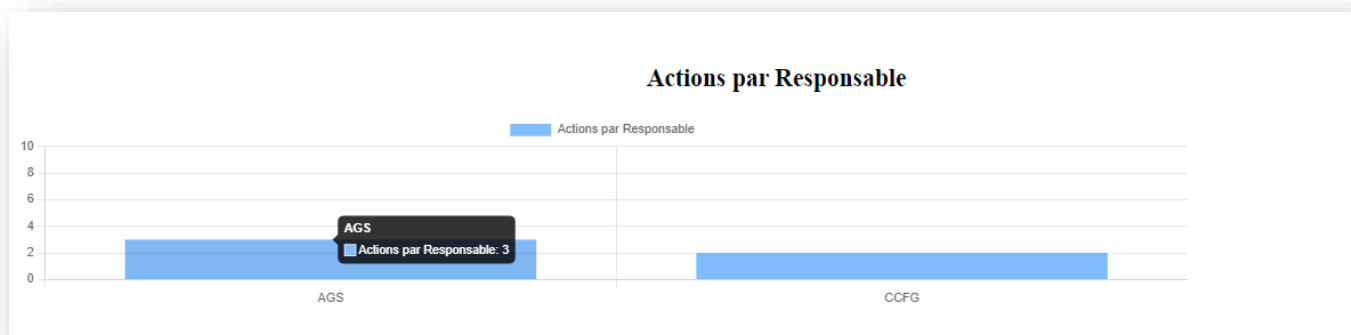 Actions par Responsable
Actions par Responsable
10
8
6
4
2
0
AGS
Actions par Responsable: 3
AGS
CCFG